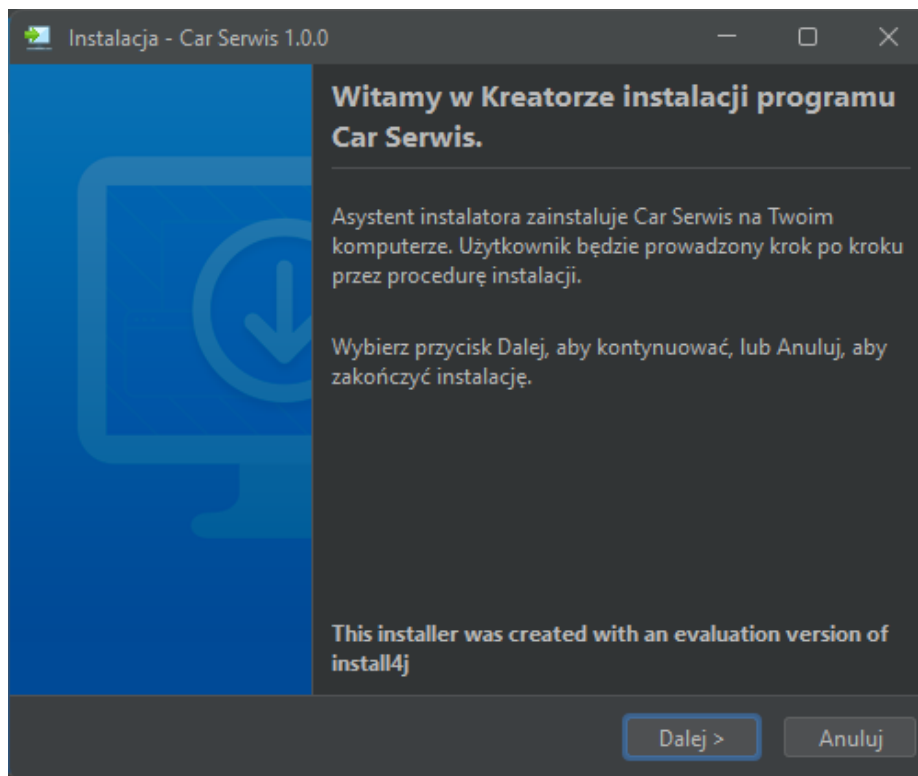 Instalacja - Car Serwis 1.0.0
Witamy w Kreatorze instalacji programu
Car Serwis.
Asystent instalatora zainstaluje Car Serwis na Twoim
komputerze. Użytkownik będzie prowadzony krok po kroku
przez procedurę instalacji.
Wybierz przycisk Dalej, aby kontynuować, lub Anuluj, aby
zakończyć instalację.
This installer was created with an evaluation version of
install4j
Dalej >
Anuluj